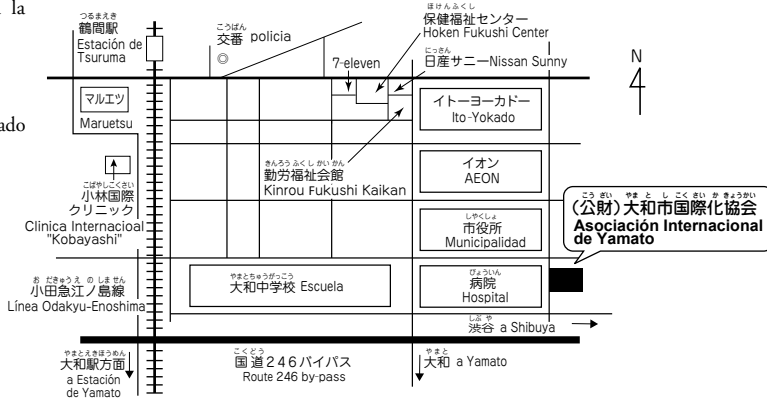 la
ado
つるまえき
鶴間駅
Estación de
Tsuruma
こうばん
交番 policia
◎
ほけんふくし
保健福祉センター
Hoken Fukushi Center
にっさん
日産サニーNissan Sunny
7-eleven
N
4
マルエツ
Maruetsu
イトーヨーカドー
Ito-Yokado
こばやしこくさい
小林国際
クリニック
Clinica Internacioal
"Kobayashi"
きんろうふくしかいかん
勤労福祉会館
Kinrou Fukushi Kaikan
イオン
AEON
しやくしょ
市役所
Municipalidad
こうざい やまとしこくさいかきょうかい
(公財)大和市国際化協会
Asociación Internacional
de Yamato
おだきゅうえのしません
小田急江ノ島線
Línea Odakyu-Enoshima
やまとちゅうがっこう
大和中学校 Escuela
びょういん
病院
Hospital
しぶや
渋谷 a Shibuya
やまとえきほうめん
大和駅方面
a Estación
de Yamato
こくどう
国道246バイパス
Route 246 by-pass
やまと
大和 a Yamato